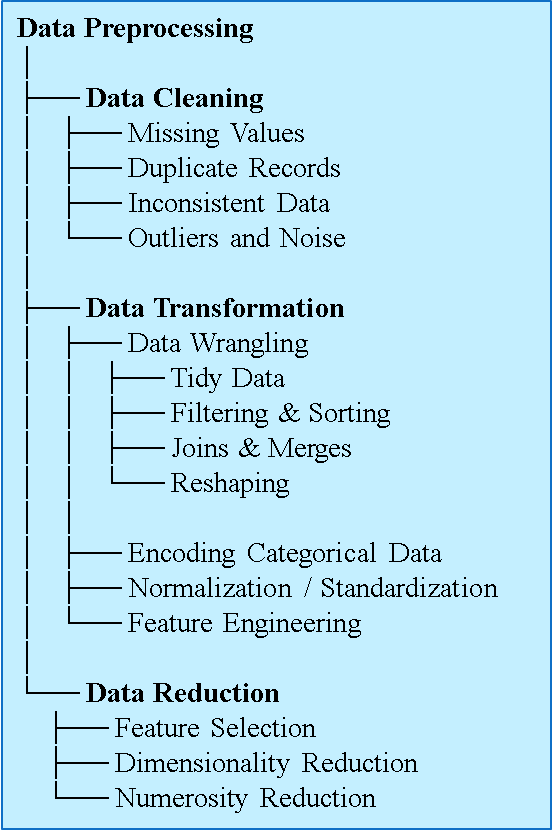 Data Preprocessing
Data Cleaning
Missing Values
Duplicate Records
Inconsistent Data
Outliers and Noise
Data Transformation
Data Wrangling
Tidy Data
Filtering & Sorting
Joins & Merges
Reshaping
Encoding Categorical Data
Normalization / Standardization
Feature Engineering
Data Reduction
Feature Selection
Dimensionality Reduction
Numerosity Reduction